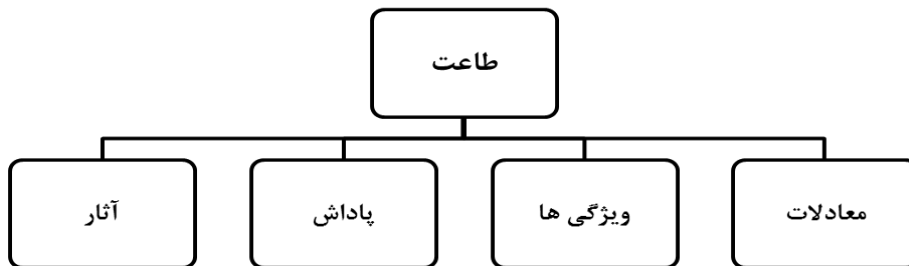 طاعت
معادلات
ویژگی ها
پاداش
آثار